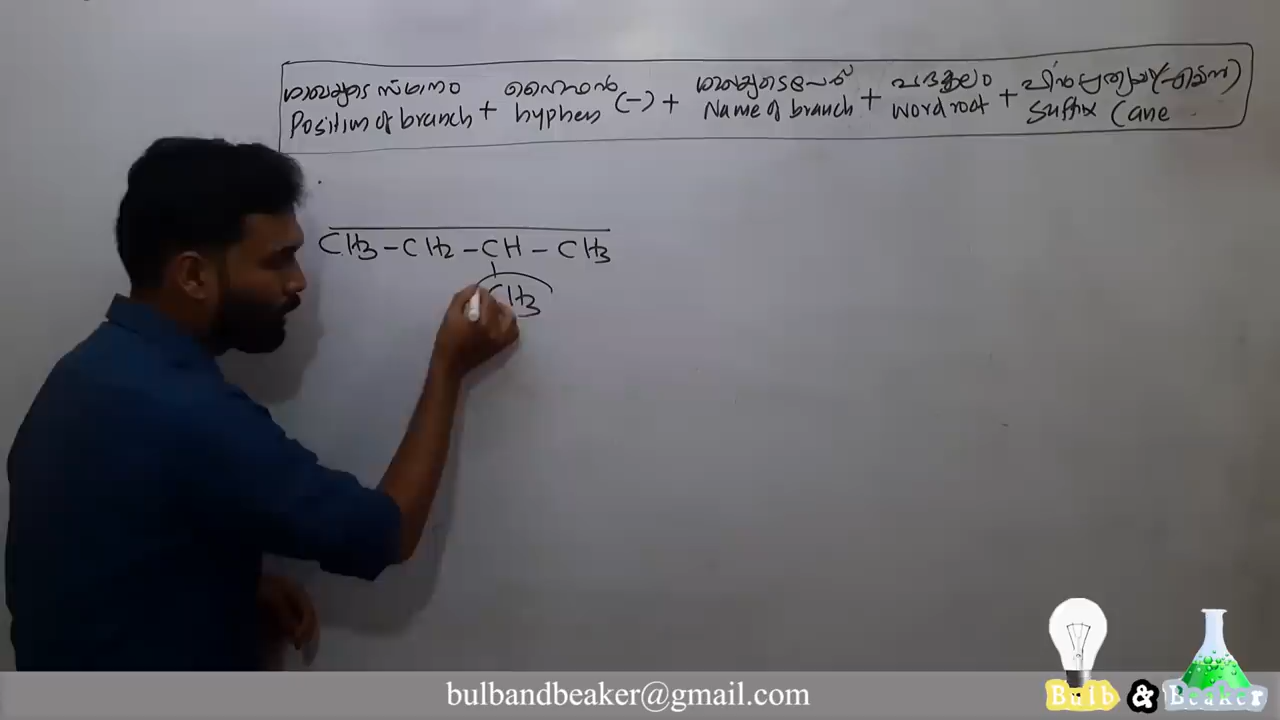 ശാഖയുടെ സ്ഥാനം + ഹൈഫൻ (-) + ശാഖയുടെ പേര് + പദമൂലം + പിൻപ്രത്യയം (-എയ്ൻ)
Position of branch + hyphen (-) + Name of branch + word root + Suffix (ane
CH3 - CH2 - CH - CH3
CH3
bulbandbeaker@gmail.com
Bulb & Beaker